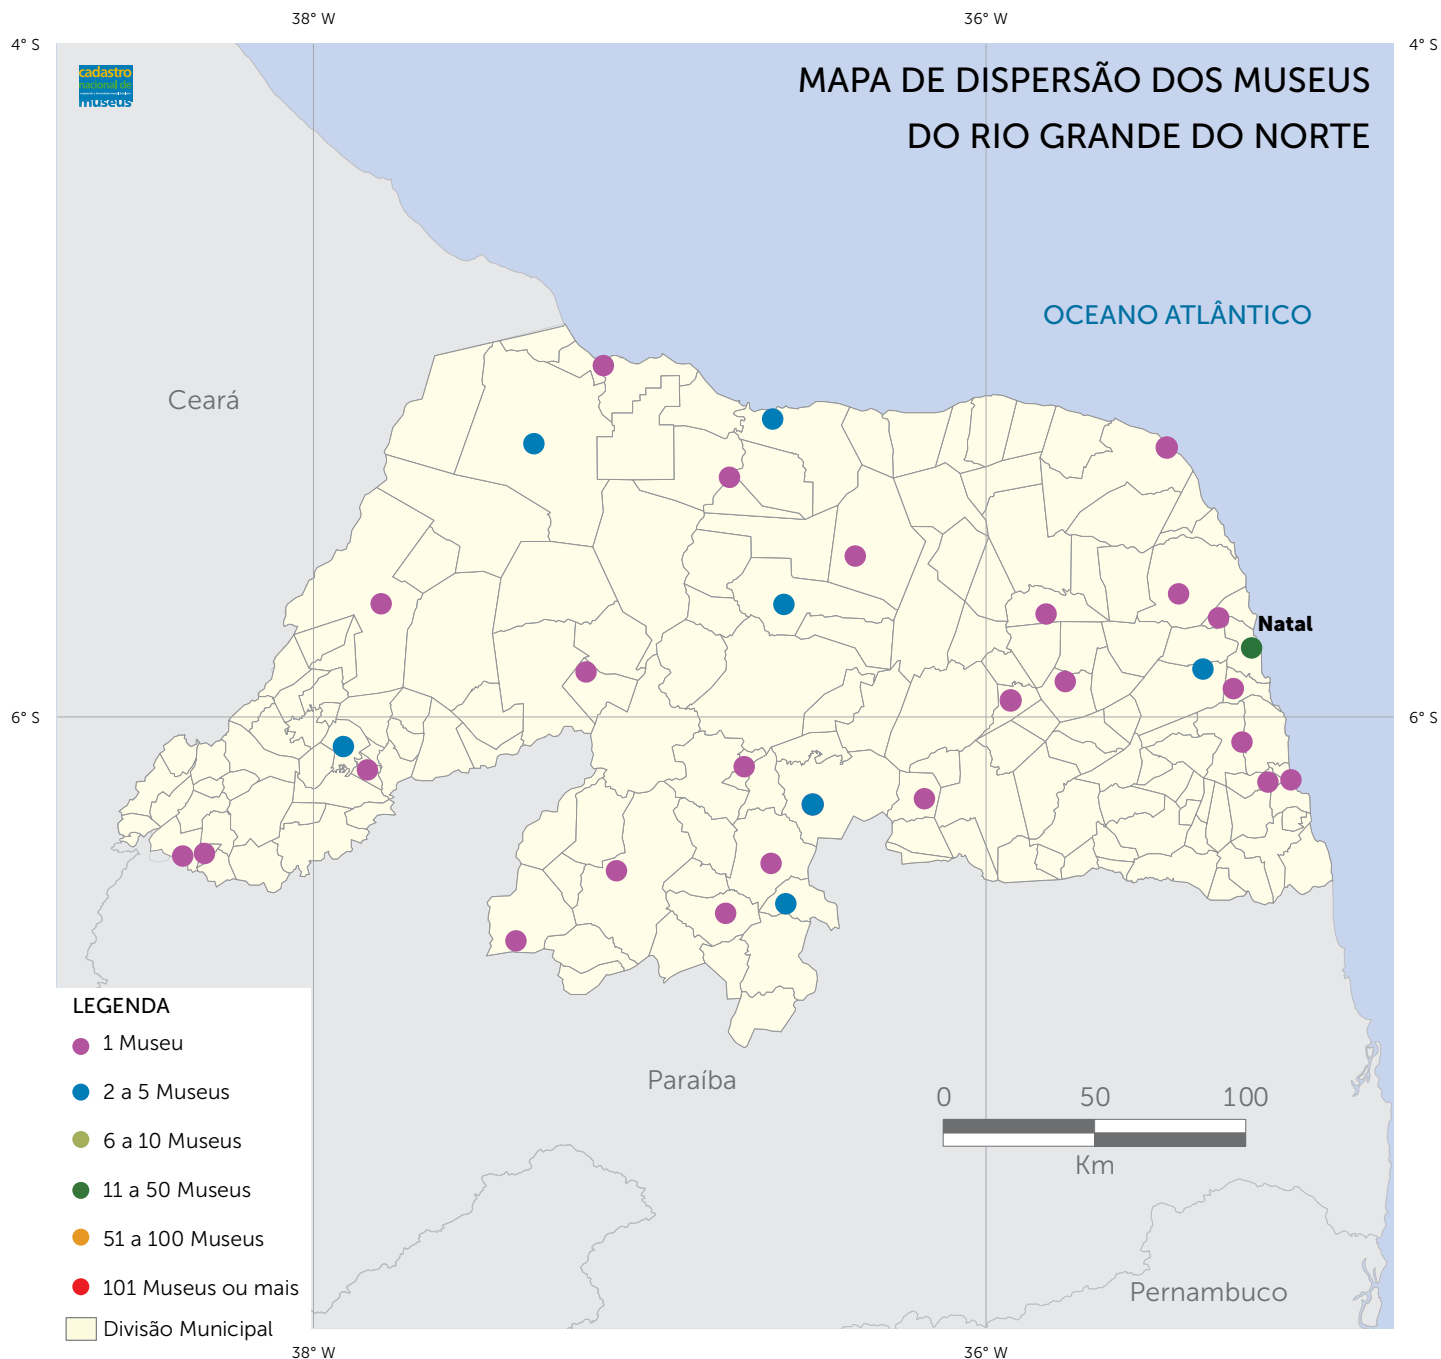 38° W
36° W
4° S
4° S
cadastro
nacional de
museus
MAPA DE DISPERSÃO DOS MUSEUS
DO RIO GRANDE DO NORTE
OCEANO ATLÂNTICO
Ceará
Natal
6° S
6° S
LEGENDA
1 Museu
2 a 5 Museus
6 a 10 Museus
11 a 50 Museus
51 a 100 Museus
101 Museus ou mais
Divisão Municipal
Paraíba
0
50
100
Km
Pernambuco
38° W
36° W